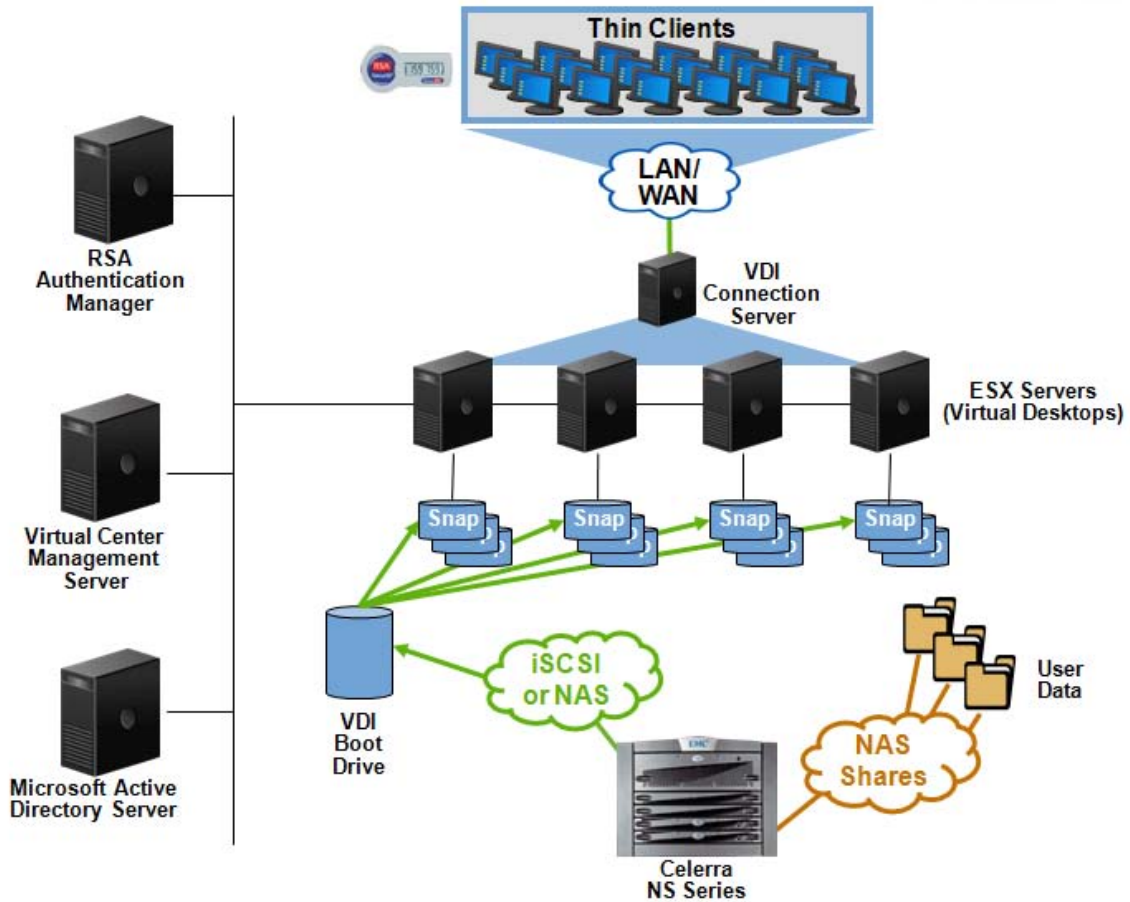 Thin Clients
RSA
LAN/
WAN
RSA
Authentication
Manager
VDI
Connection
Server
ESX Servers
(Virtual Desktops)
Snap
Snap
Snap
Snap
Virtual Center
Management
Server
iSCSI
or NAS
User
Data
VDI
Boot
Drive
NAS
Shares
EMC
Microsoft Active
Directory Server
Celerra
NS Series